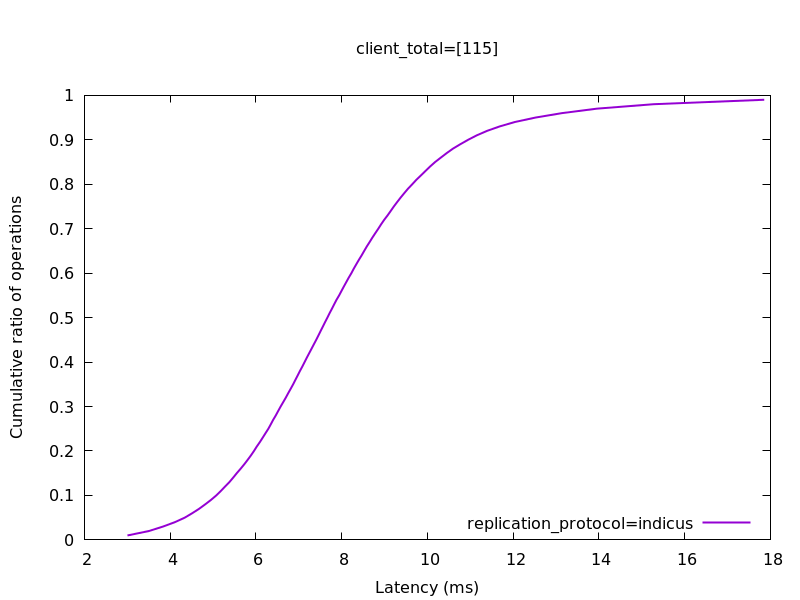 client_total=[115]
1
0.9
0.8
0.7
0.6
0.5
0.4
0.3
0.2
0.1
0
Cumulative ratio of operations
replication_protocol=indicus
2 4 6 8 10 12 14 16 18
Latency (ms)